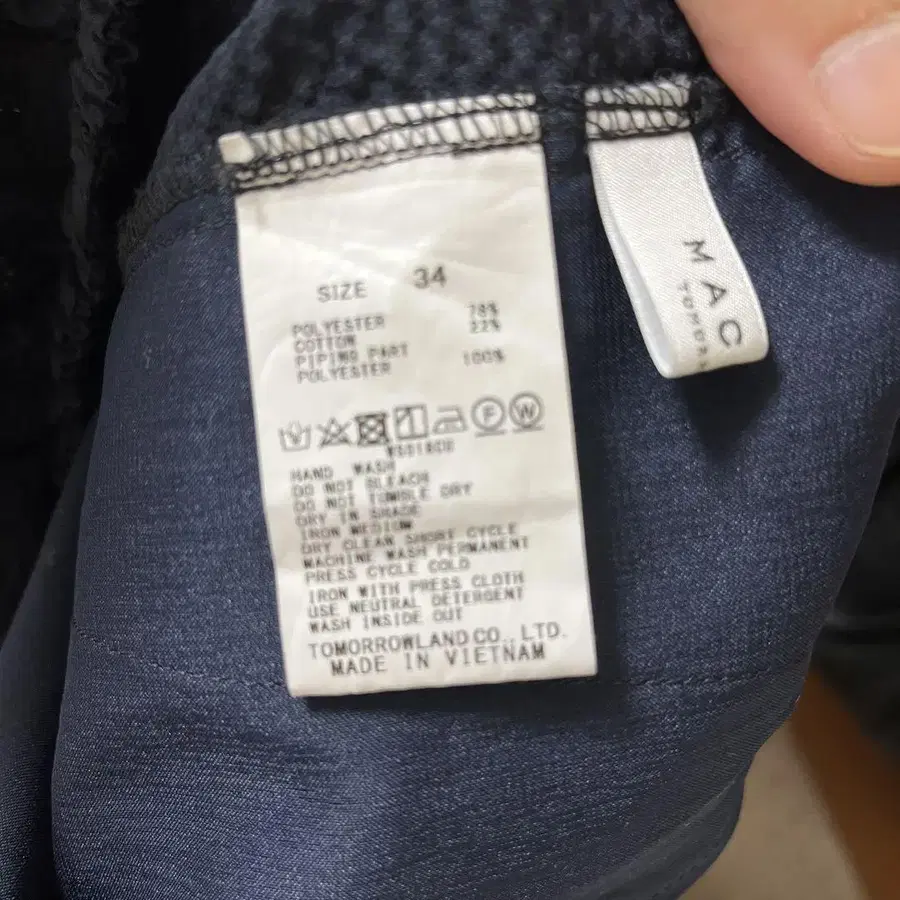 SIZE 34
POLYESTER 78%
COTTON 22%
PIPING PART
POLYESTER 100%
F W
HAND WASH
DO NOT BLEACH
DO NOT TUMBLE DRY
DRY IN SHADE
IRON MEDIUM
DRY CLEAN SHORT CYCLE
MACHINE WASH PERMANENT
PRESS CYCLE COLD
IRON WITH PRESS CLOTH
USE NEUTRAL DETERGENT
WASH INSIDE OUT
TOMORROWLAND CO., LTD.
MADE IN VIETNAM
MAC